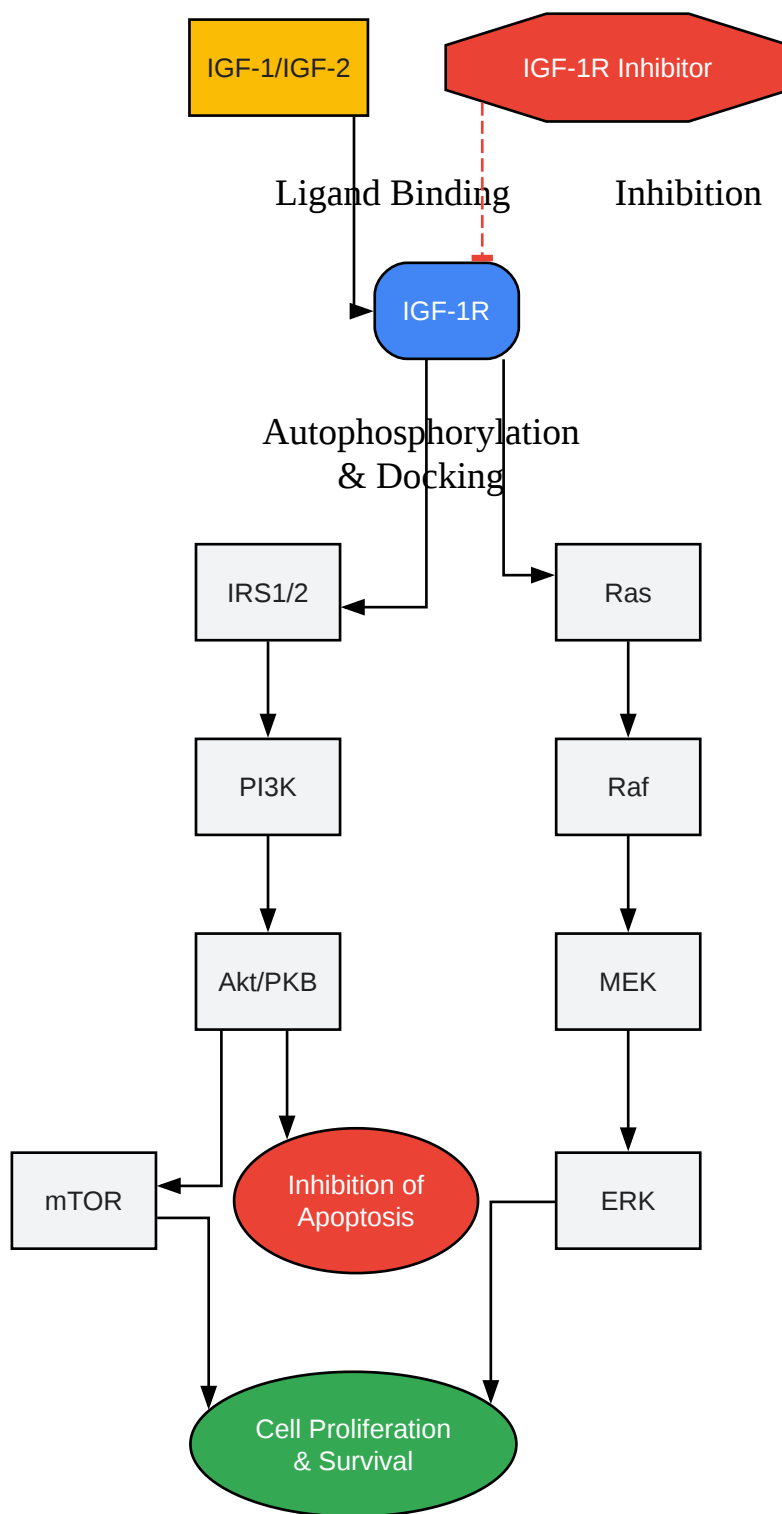 IGF-1/IGF-2
IGF-1R Inhibitor
Ligand Binding
Inhibition
IGF-1R
Autophosphorylation
& Docking
IRS1/2
Ras
PI3K
Raf
Akt/PKB
MEK
mTOR
Inhibition of
Apoptosis
ERK
Cell Proliferation
& Survival